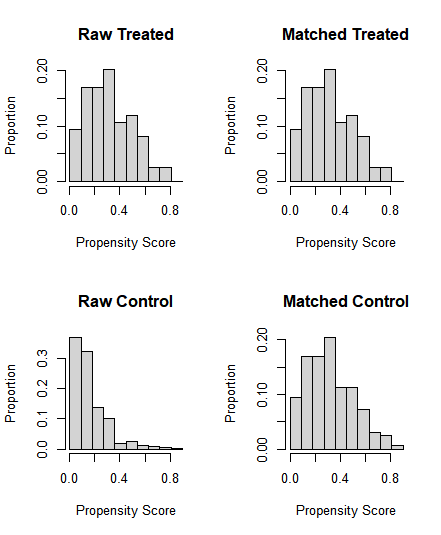 Raw Treated
Proportion
0.00 0.10 0.20
0.0 0.4 0.8
Propensity Score
Matched Treated
Proportion
0.00 0.10 0.20
0.0 0.4 0.8
Propensity Score
Raw Control
Proportion
0.0 0.1 0.2 0.3
0.0 0.4 0.8
Propensity Score
Matched Control
Proportion
0.00 0.10 0.20
0.0 0.4 0.8
Propensity Score